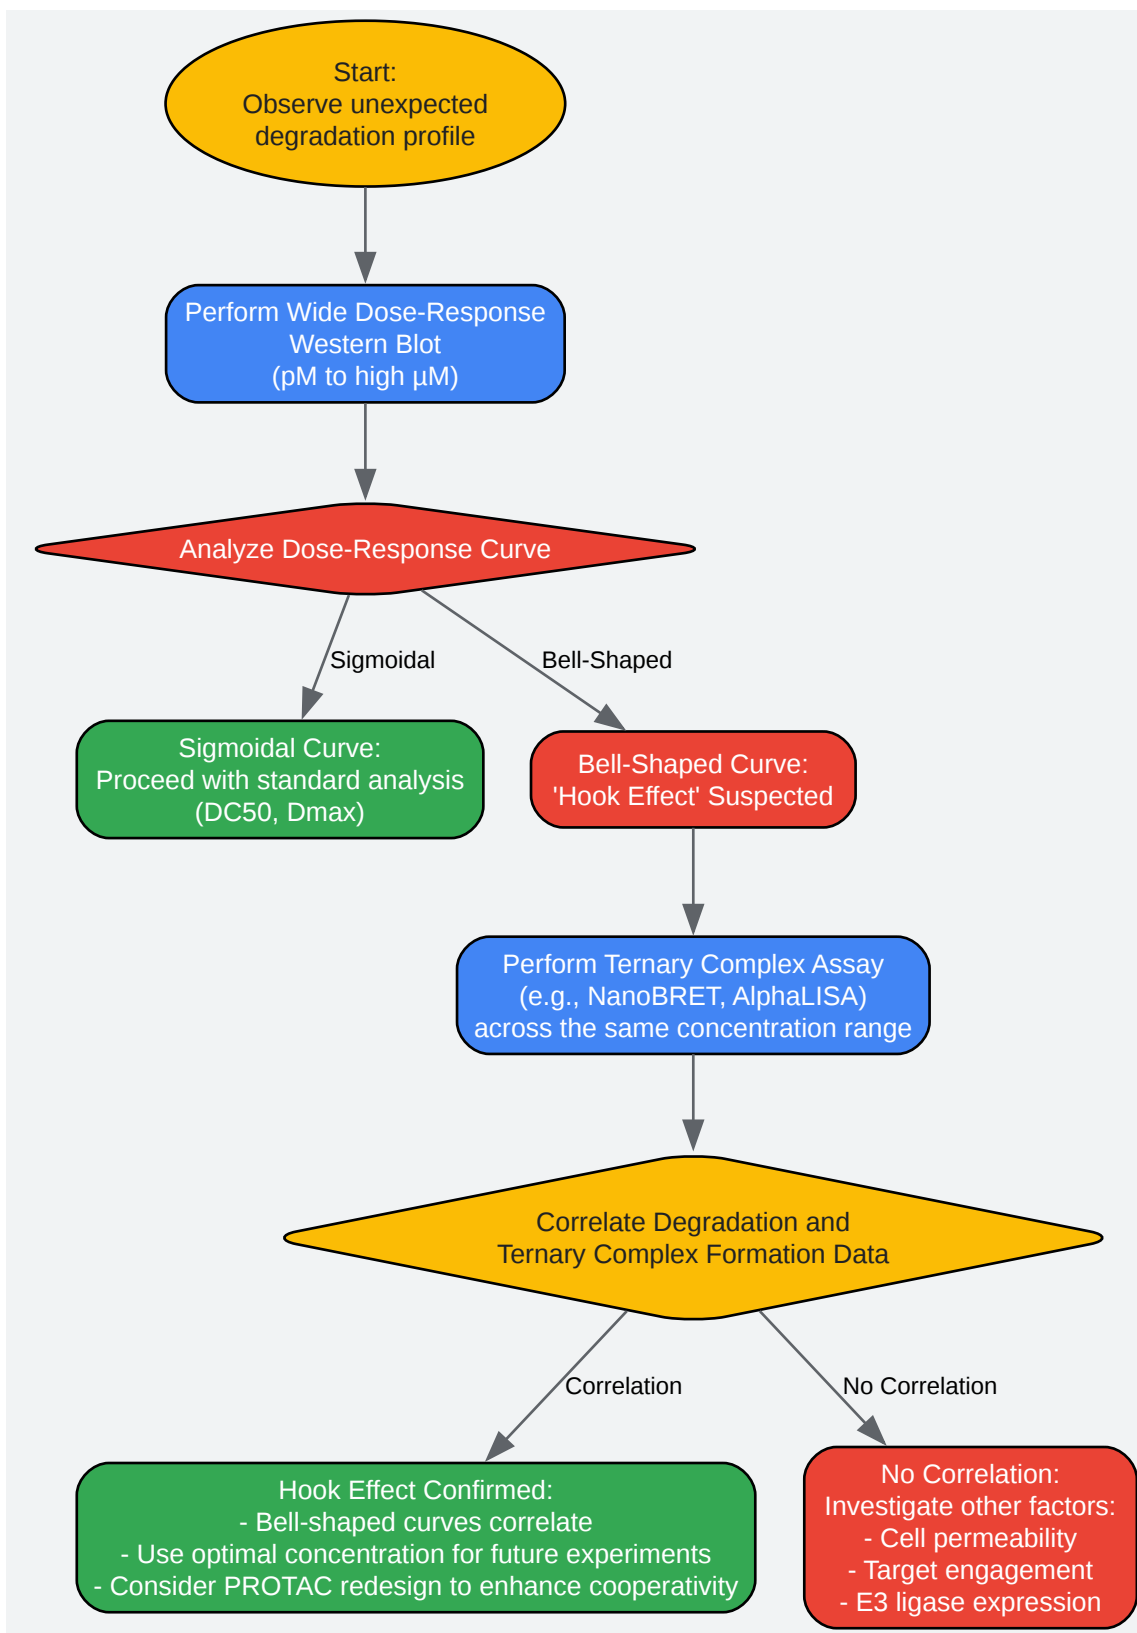 Start:
Observe unexpected
degradation profile
Perform Wide Dose-Response
Western Blot
(pM to high µM)
Analyze Dose-Response Curve
Sigmoidal
Bell-Shaped
Sigmoidal Curve:
Proceed with standard analysis
(DC50, Dmax)
Bell-Shaped Curve:
'Hook Effect' Suspected
Perform Ternary Complex Assay
(e.g., NanoBRET, AlphaLISA)
across the same concentration range
Correlate Degradation and
Ternary Complex Formation Data
Correlation
No Correlation
Hook Effect Confirmed:
- Bell-shaped curves correlate
- Use optimal concentration for future experiments
- Consider PROTAC redesign to enhance cooperativity
No Correlation:
Investigate other factors:
- Cell permeability
- Target engagement
- E3 ligase expression